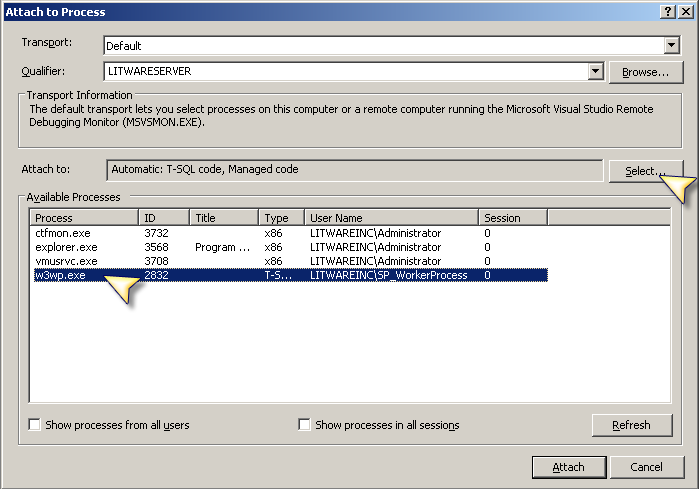 Attach to Process
Transport: Default
Qualifier: LITWARESERVER Browse...
Transport Information
The default transport lets you select processes on this computer or a remote computer running the Microsoft Visual Studio Remote
Debugging Monitor (MSVSMON.EXE).
Attach to: Automatic: T-SQL code, Managed code Select...
Available Processes
Process ID Title Type User Name Session
ctfmon.exe 3732 x86 LITWAREINC\Administrator 0
explorer.exe 3568 Program ... x86 LITWAREINC\Administrator 0
vmusrvc.exe 3708 x86 LITWAREINC\Administrator 0
w3wp.exe 2832 T-S... LITWAREINC\SP_WorkerProcess 0
Show processes from all users Show processes in all sessions Refresh
Attach Cancel